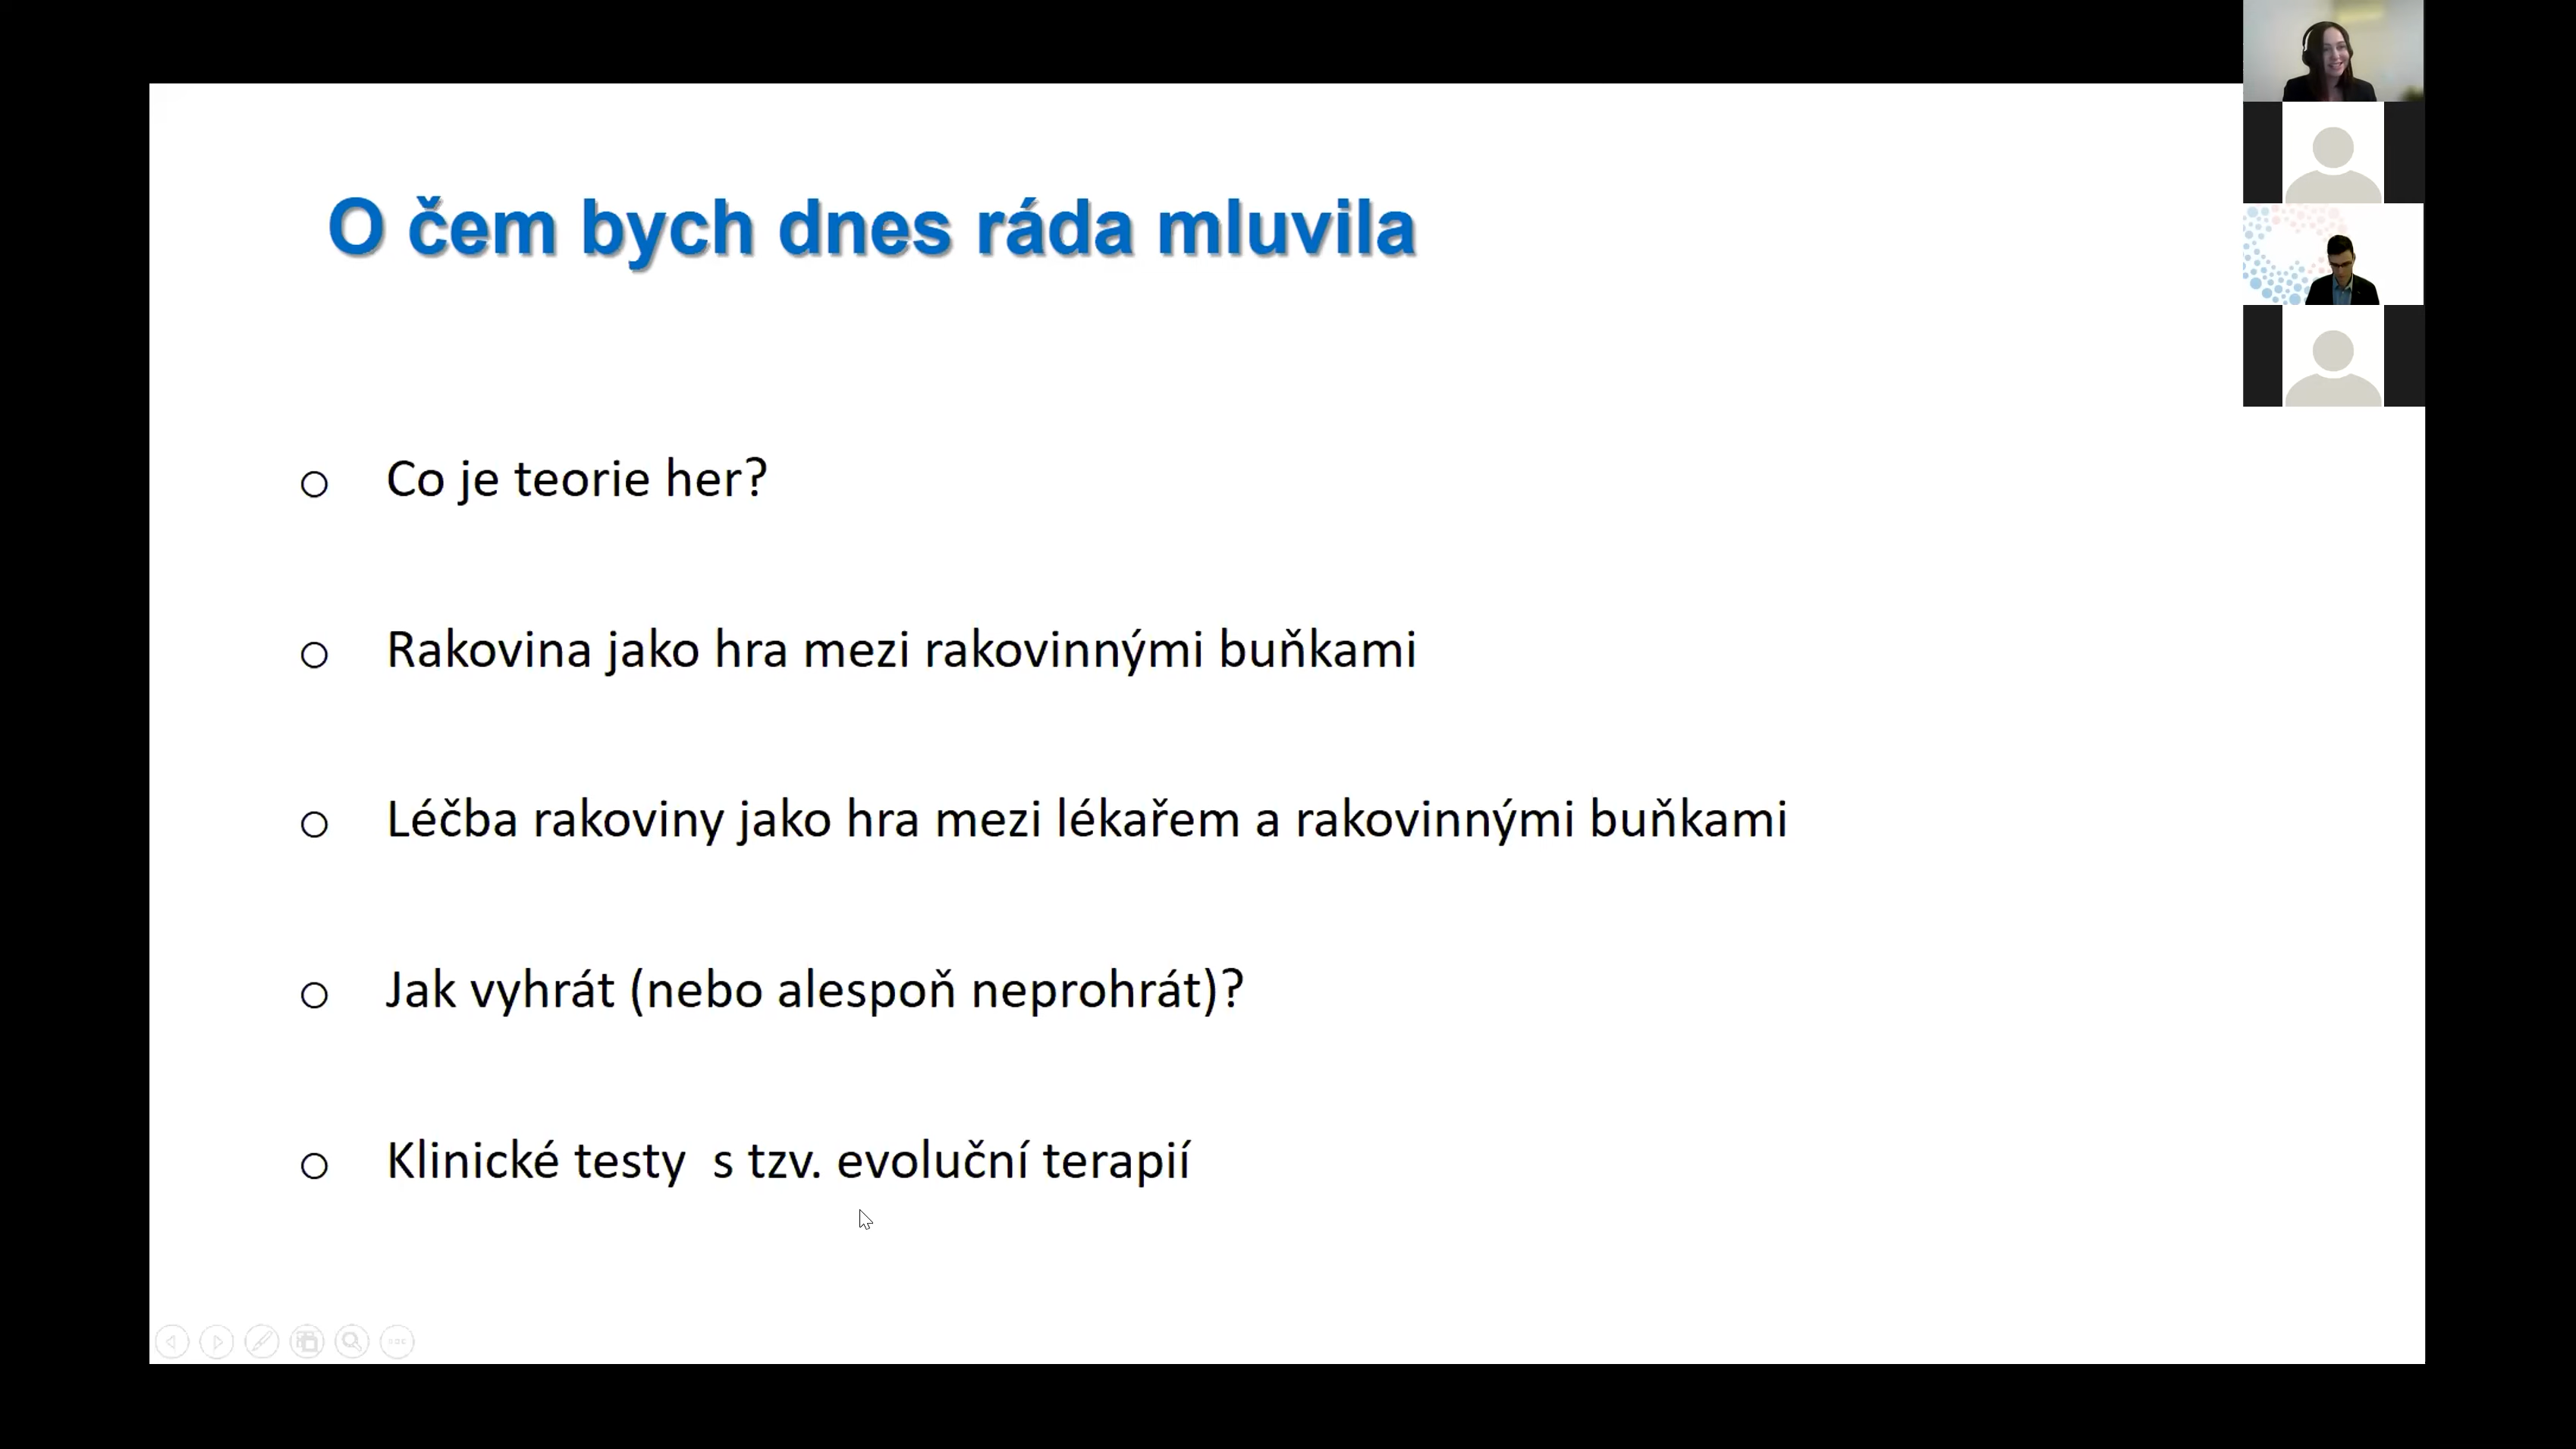 O čem bych dnes ráda mluvila
Co je teorie her?
Rakovina jako hra mezi rakovinnými buňkami
Léčba rakoviny jako hra mezi lékařem a rakovinnými buňkami
Jak vyhrát (nebo alespoň neprohrát)?
Klinické testy  s tzv. evoluční terapií